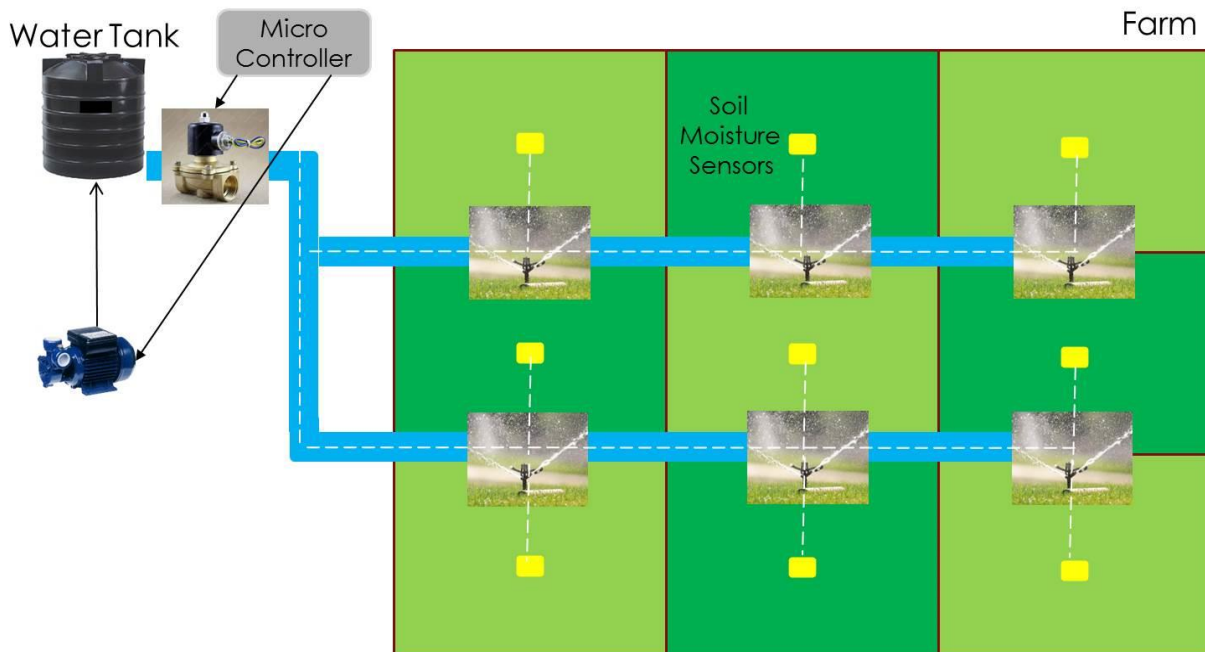 Water Tank
Micro
Controller
Farm
Soil
Moisture
Sensors